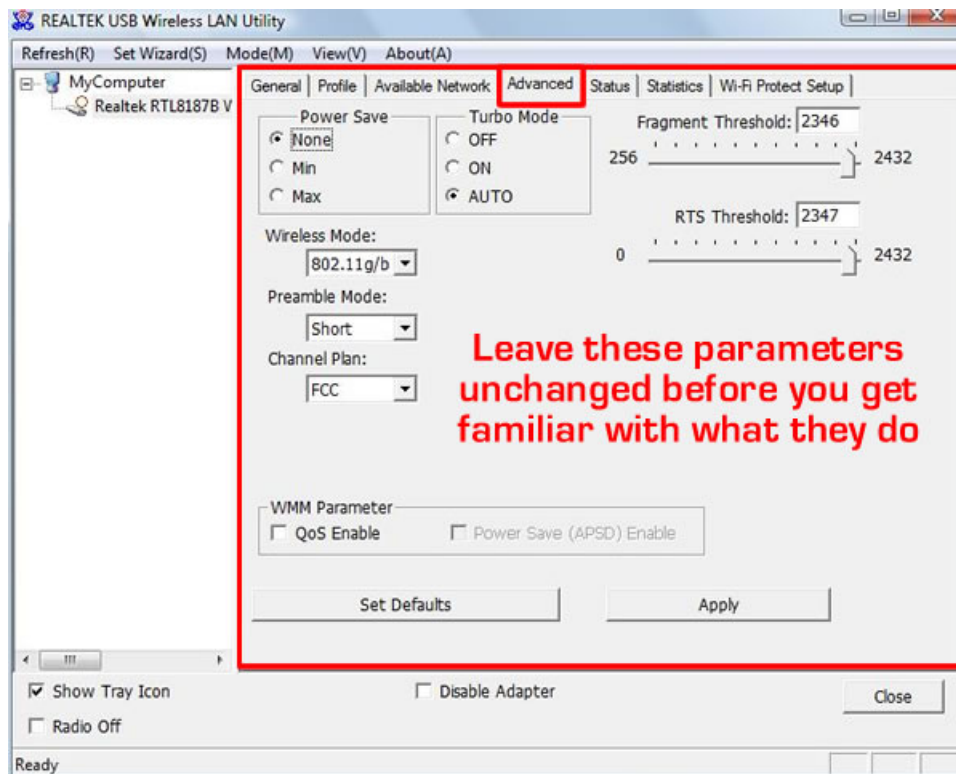 REALTEK USB Wireless LAN Utility
Refresh(R) Set Wizard(S) Mode(M) View(V) About(A)
MyComputer
Realtek RTL8187B
General Profile Available Network Advanced Status Statistics Wi-Fi Protect Setup
Power Save
None
Min
Max
Turbo Mode
OFF
ON
AUTO
Fragment Threshold: 2346
256 2432
RTS Threshold: 2347
0 2432
Wireless Mode:
802.11g/b
Preamble Mode:
Short
Channel Plan:
FCC
Leave these parameters
unchanged before you get
familiar with what they do
WMM Parameter
QoS Enable Power Save (APSD) Enable
Set Defaults Apply
Show Tray Icon Disable Adapter Close
Radio Off
Ready